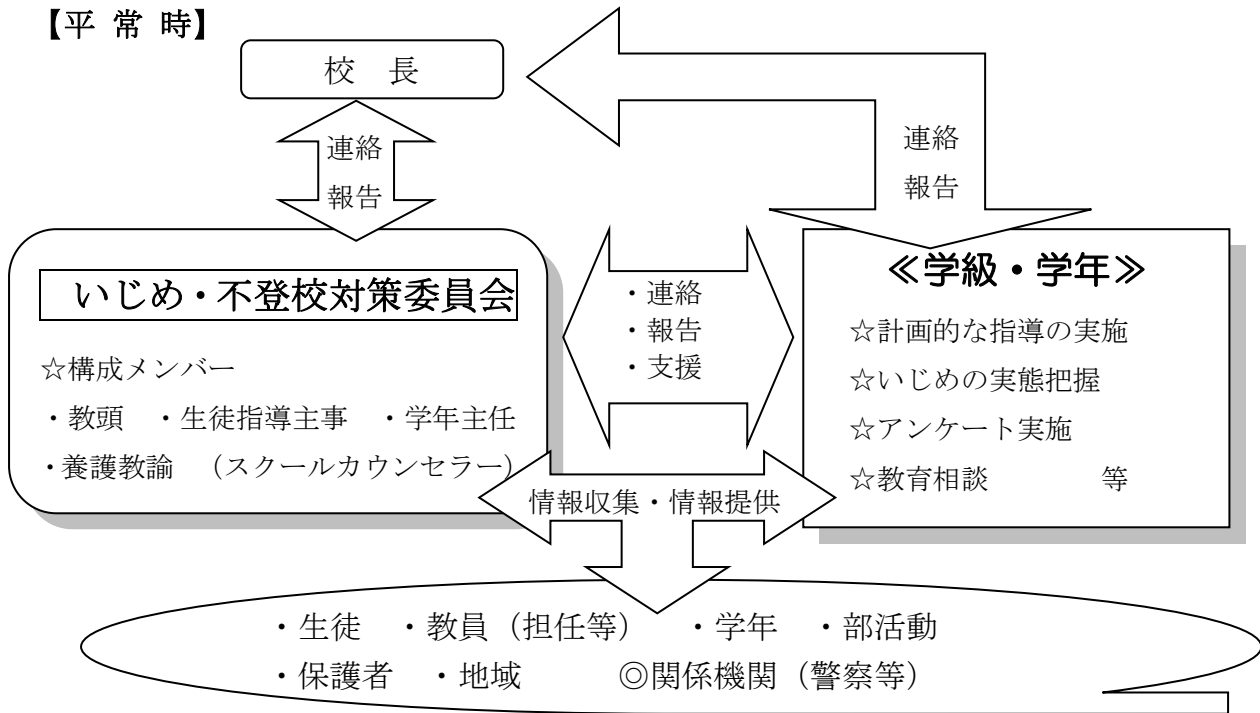 【平 常 時】
校 長
連絡
報告
連絡
報告
いじめ・不登校対策委員会
☆構成メンバー
・教頭 ・生徒指導主事 ・学年主任
・養護教諭 (スクールカウンセラー)
・連絡
・報告
・支援
≪学級・学年≫
☆計画的な指導の実施
☆いじめの実態把握
☆アンケート実施
☆教育相談 等
情報収集・情報提供
・生徒 ・教員(担任等) ・学年 ・部活動
・保護者 ・地域 ◎関係機関(警察等)